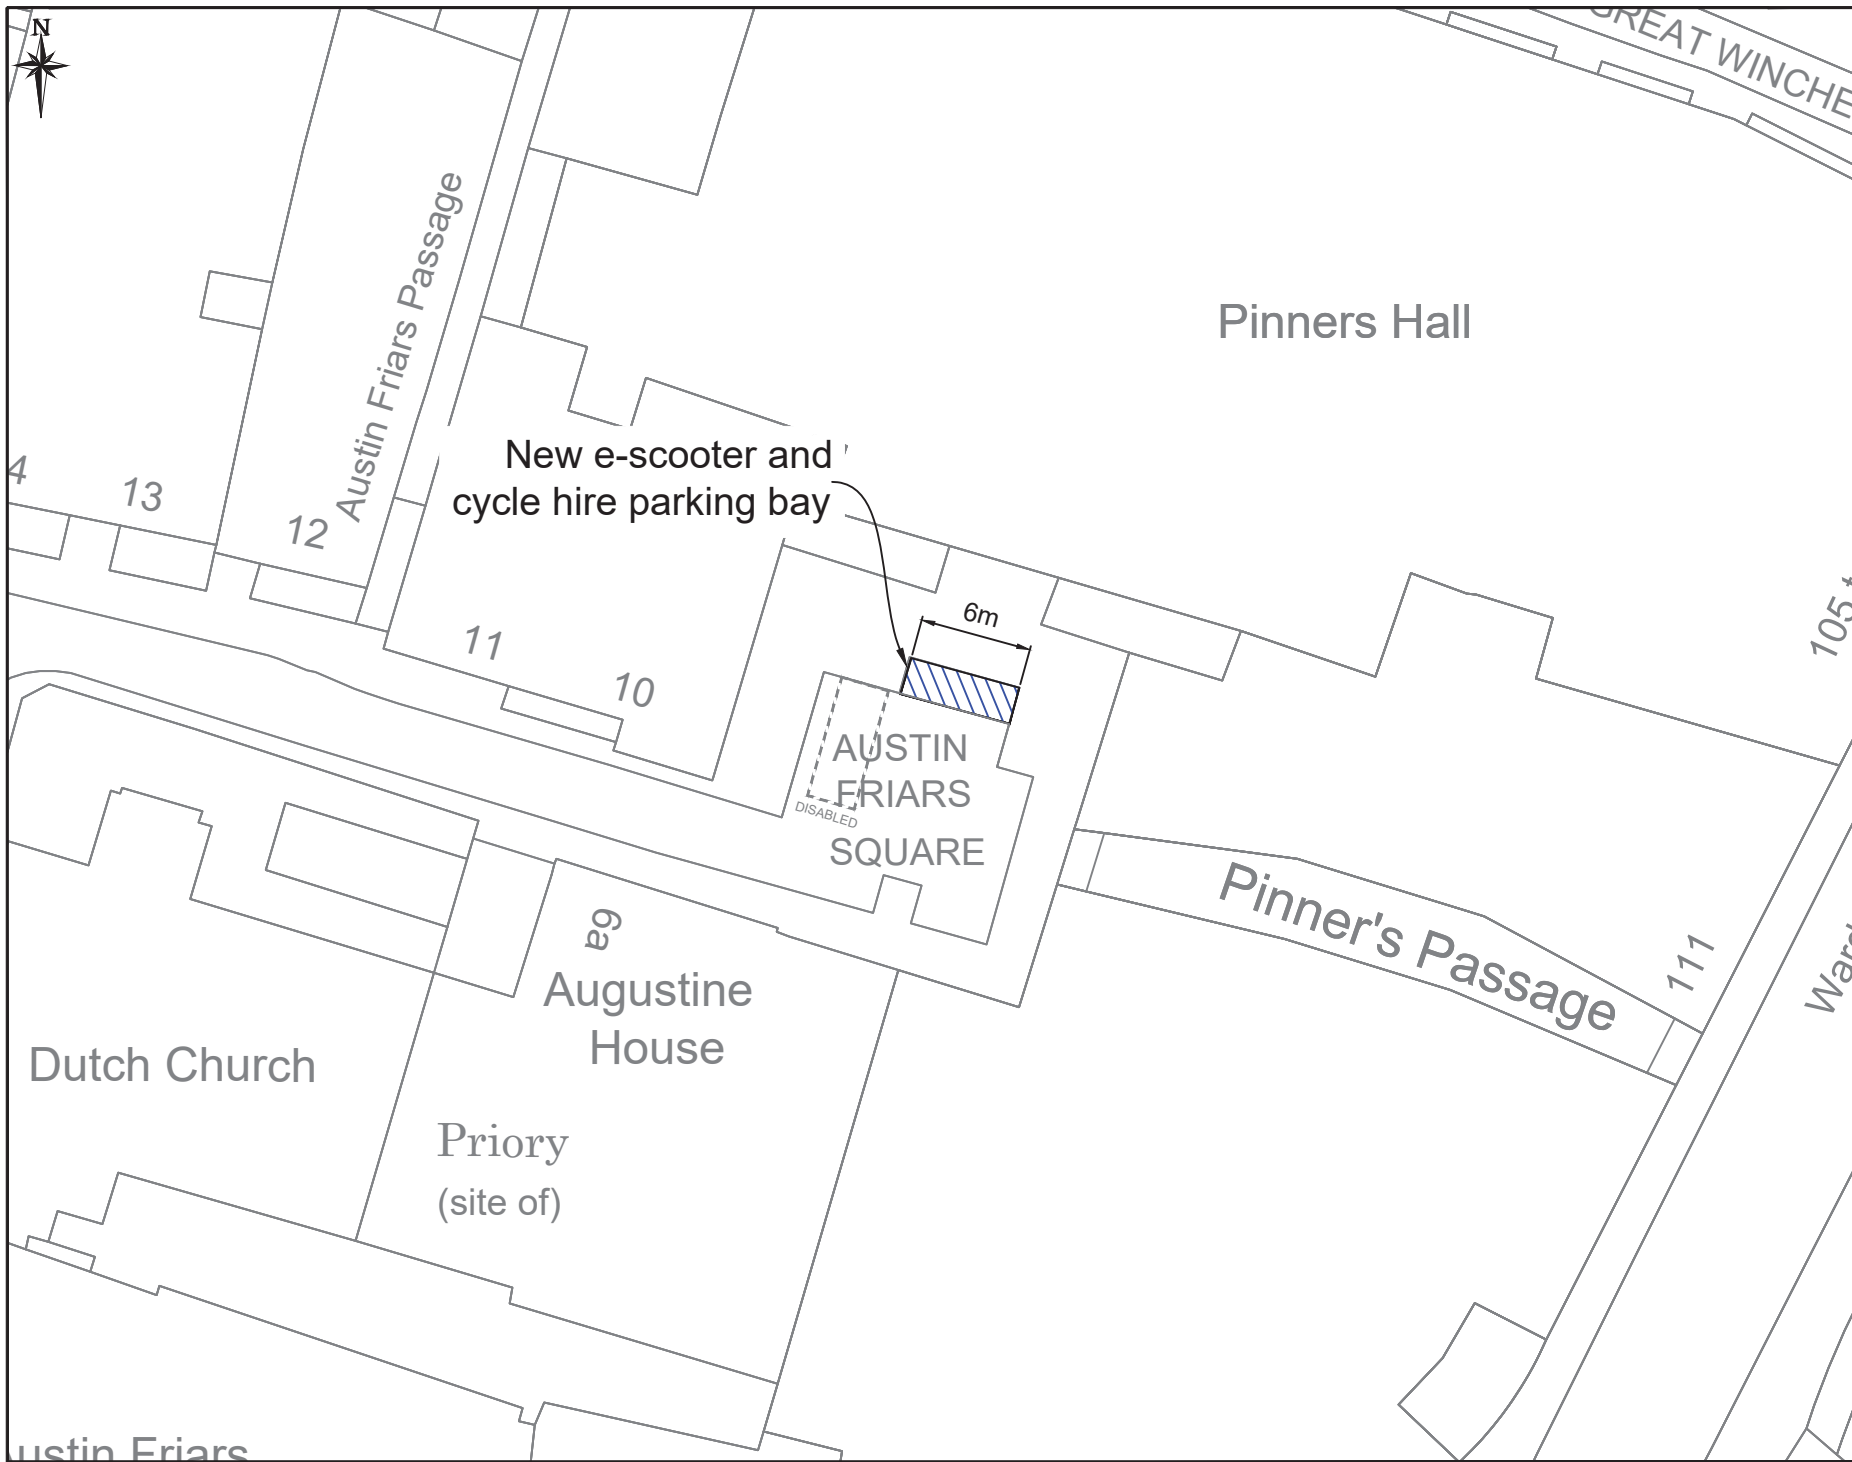 N
GREAT WINCHE
Austin Friars Passage
Pinners Hall
New e-scooter and
cycle hire parking bay
4
13
12
11
10
6m
105
AUSTIN
FRIARS
SQUARE
DISABLED
Pinner's Passage
111
Ward
6a
Augustine
House
Dutch Church
Priory
(site of)
ustin Friars